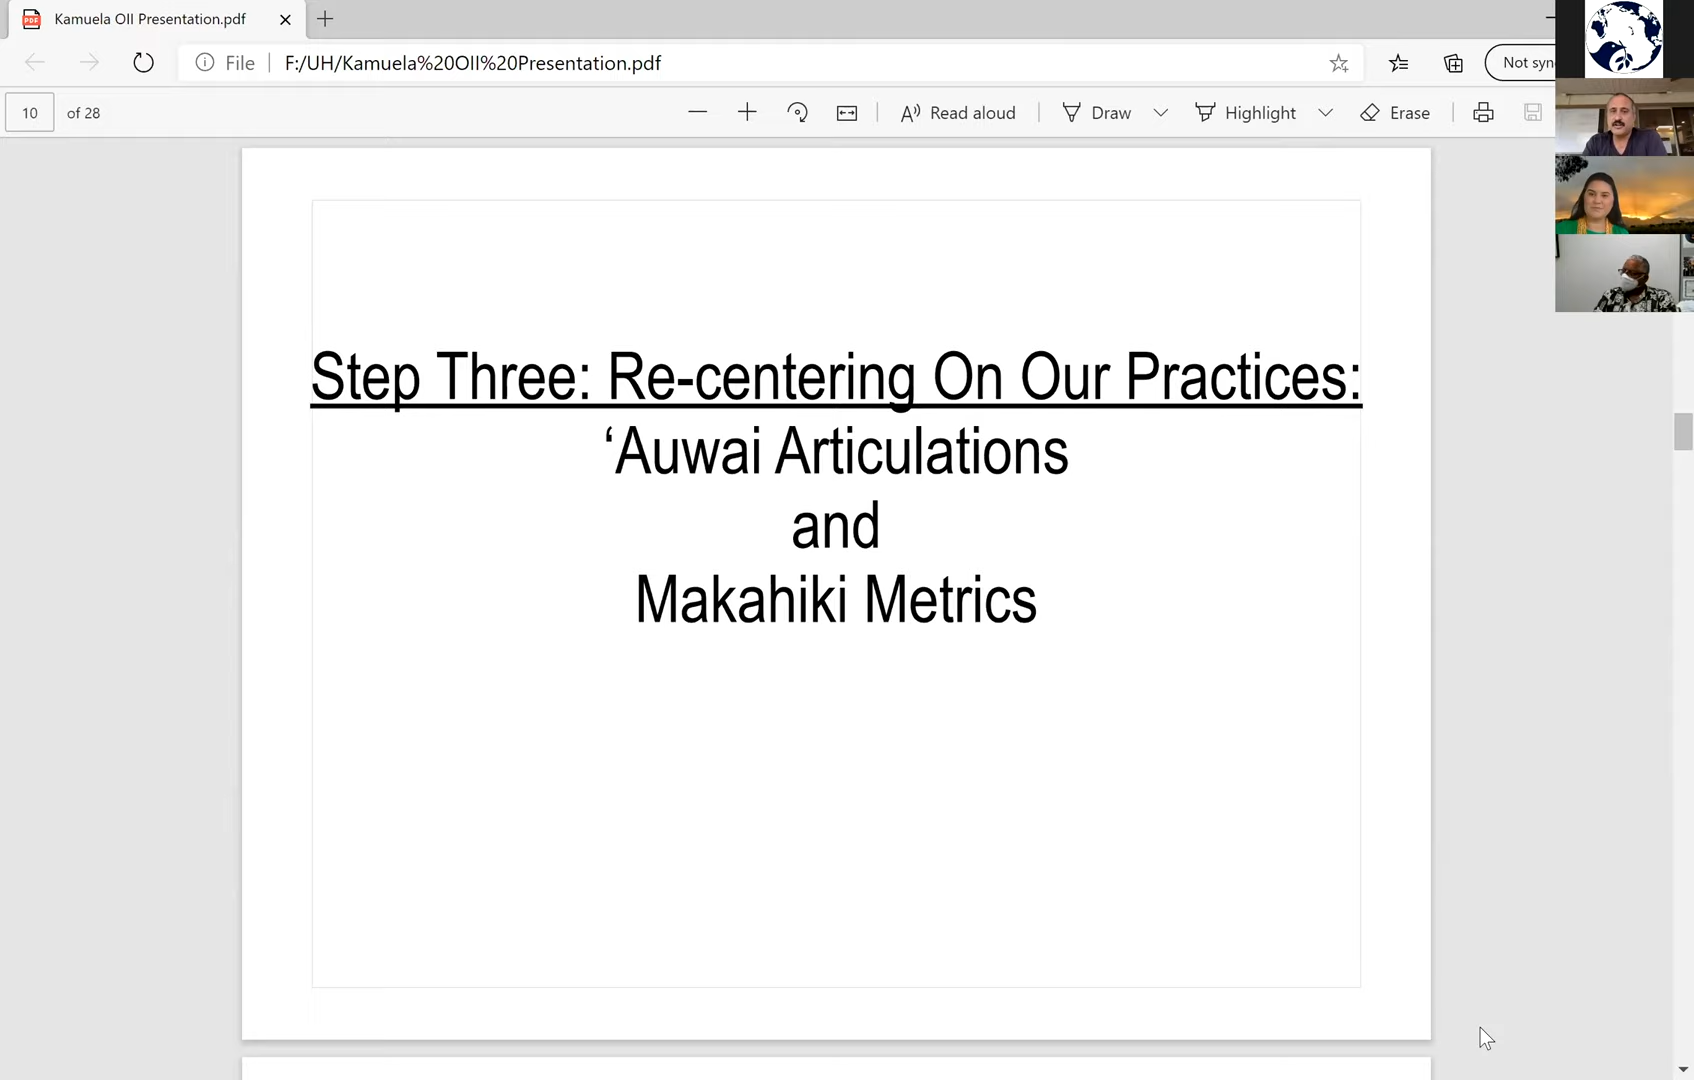 Kamuela OII Presentation.pdf
File
F:/UH/Kamuela%20OII%20Presentation.pdf
Not syn
10 of 28
Read aloud
Draw
Highlight
Erase
Step Three: Re-centering On Our Practices:
‘Auwai Articulations
and
Makahiki Metrics